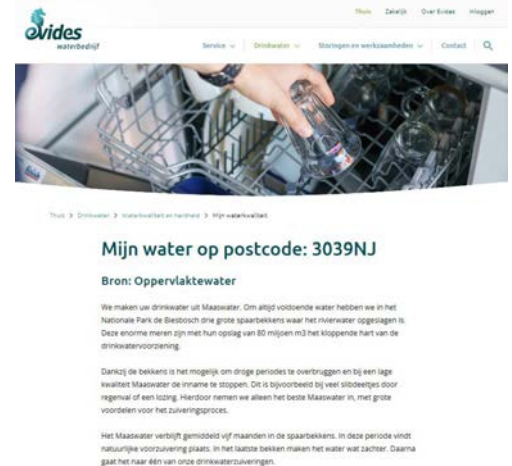 Thuis Zakelijk Over Evides Inloggen
evides
waterbedrijf
Service Drinkwater Storingen en werkzaamheden Contact
Thuis > Drinkwater > Waterkwaliteit en hardheid > Mijn waterkwaliteit
Mijn water op postcode: 3039NJ
Bron: Oppervlaktewater
We maken uw drinkwater uit Maaswater. Om altijd voldoende water hebben we in het
Nationale Park de Biesbosch drie grote spaarbekkens waar het rivierwater opgeslagen is.
Deze enorme meren zijn met hun opslag van 80 miljoen m3 het kloppende hart van de
drinkwatervoorziening.
Dankzij de bekkens is het mogelijk om droge periodes te overbruggen en bij een lage
kwaliteit Maaswater de inname te stoppen. Dit is bijvoorbeeld bij veel slibdeeltjes door
regenval of een lozing. Hierdoor nemen we alleen het beste Maaswater in, met grote
voordelen voor het zuiveringsproces.
Het Maaswater verblijft gemiddeld vijf maanden in de spaarbekkens. In deze periode vindt
natuurlijke voorzuivering plaats. In het laatste bekken maken het water wat zachter. Daarna
gaat het naar één van onze drinkwaterzuiveringen.